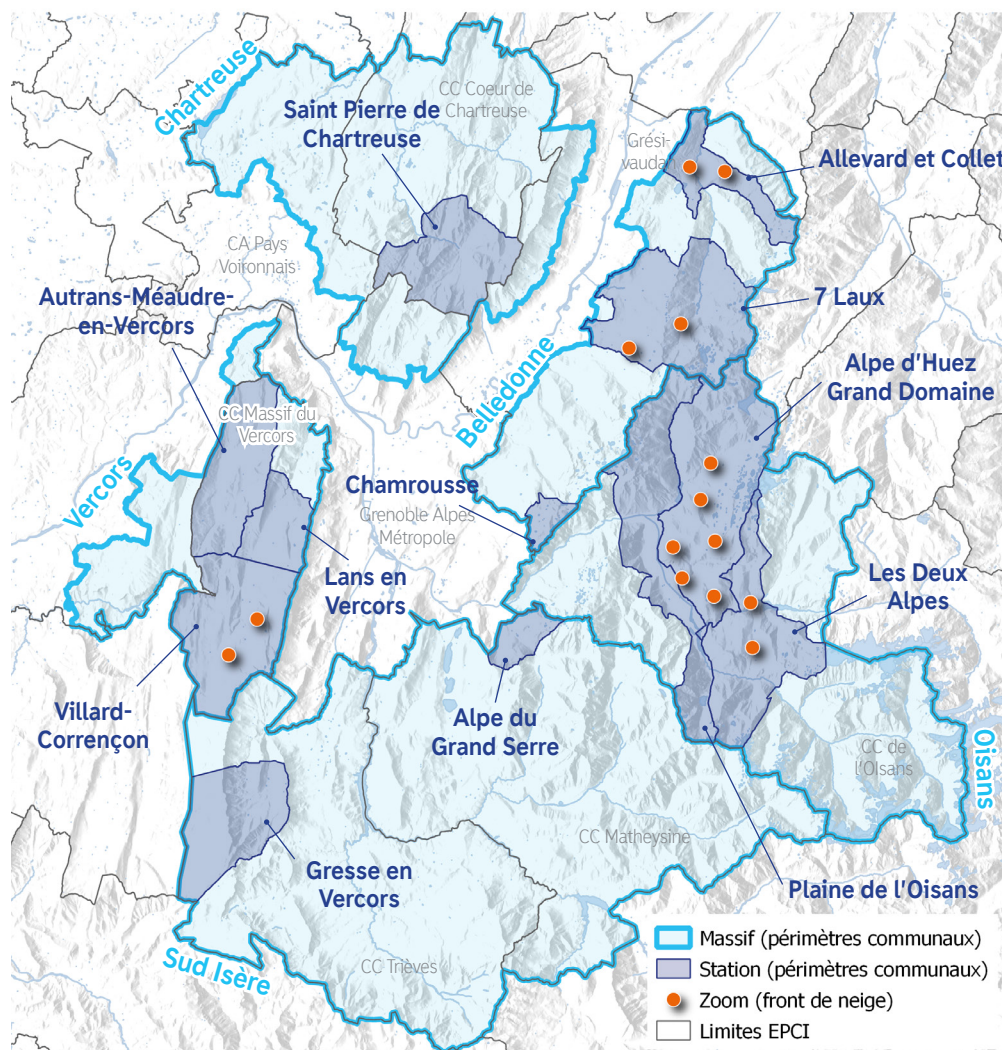 Chartreuse
CC Coeur de
Chartreuse
Saint Pierre de
Chartreuse
Grési-
vaudan
Allevard et Collet
CA Pays
Voironnais
Autrans-Méaudre-
en-Vercors
7 Laux
Alpe d'Huez
Grand Domaine
Belledonne
CC Massif du
Vercors
Vercors
Chamrousse
Grenoble Alpes
Métropole
Lans en
Vercors
Les Deux
Alpes
Villard-
Corrençon
Alpe du
Grand Serre
Oisans
CC de
l'Oisans
CC Matheysine
Gresse en
Vercors
Plaine de l'Oisans
Sud Isère
CC Trièves
Massif (périmètres communaux)
Station (périmètres communaux)
Zoom (front de neige)
Limites EPCI